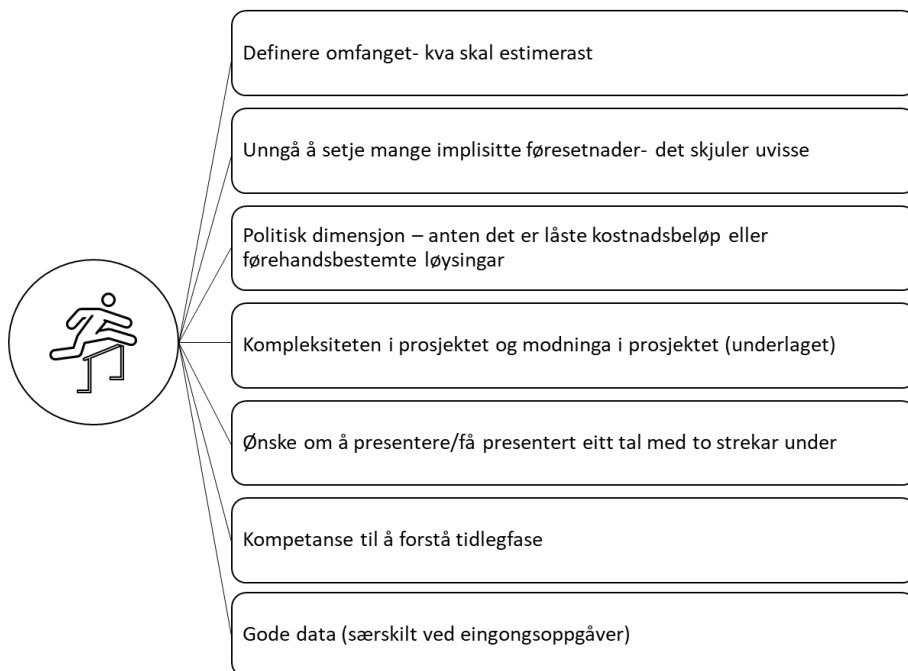 Definere omfanget- kva skal estimerast
Unngå å setje mange implisitte føresetnader- det skjuler uvisse
Politisk dimensjon – anten det er låste kostnadsbeløp eller
førehandsbestemte løysingar
Kompleksiteten i prosjektet og modninga i prosjektet (underlaget)
Ønske om å presentere/få presentert eitt tal med to strekar under
Kompetanse til å forstå tidlegfase
Gode data (særskilt ved eingongsoppgåver)